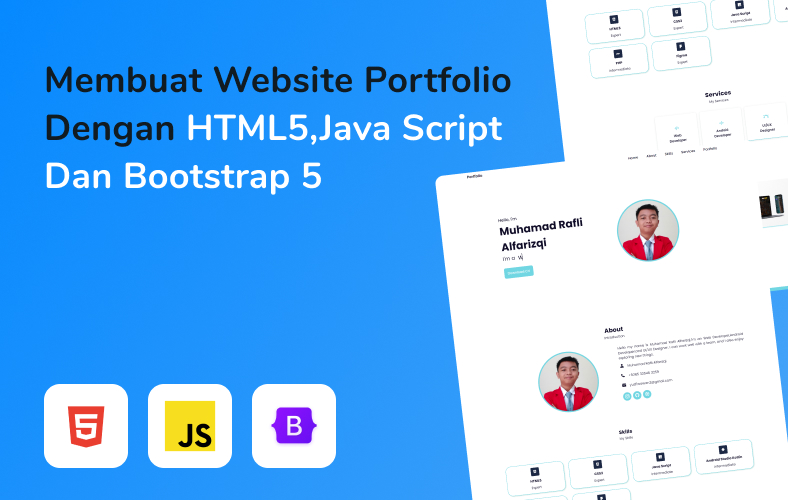 Membuat Website Portfolio
Dengan HTML5,Java Script
Dan Bootstrap 5
JS
B
HTML5
Expert
CSS3
Expert
Java Script
Intermediate
PHP
Intermediate
Figma
Expert
Services
My Services
Web
Developer
Android
Developer
UI/UX
Designer
Home About Skills Services Portfolio
Portfolio
Hello, I'm
Muhamad Rafli
Alfarizqi
I'm a W
About
Introduction
Muhamad Rafli Alfarizqi
Skills
My Skills
HTML5
Expert
CSS3
Expert
Java Script
Intermediate
Android Studio Kotlin
Intermediate